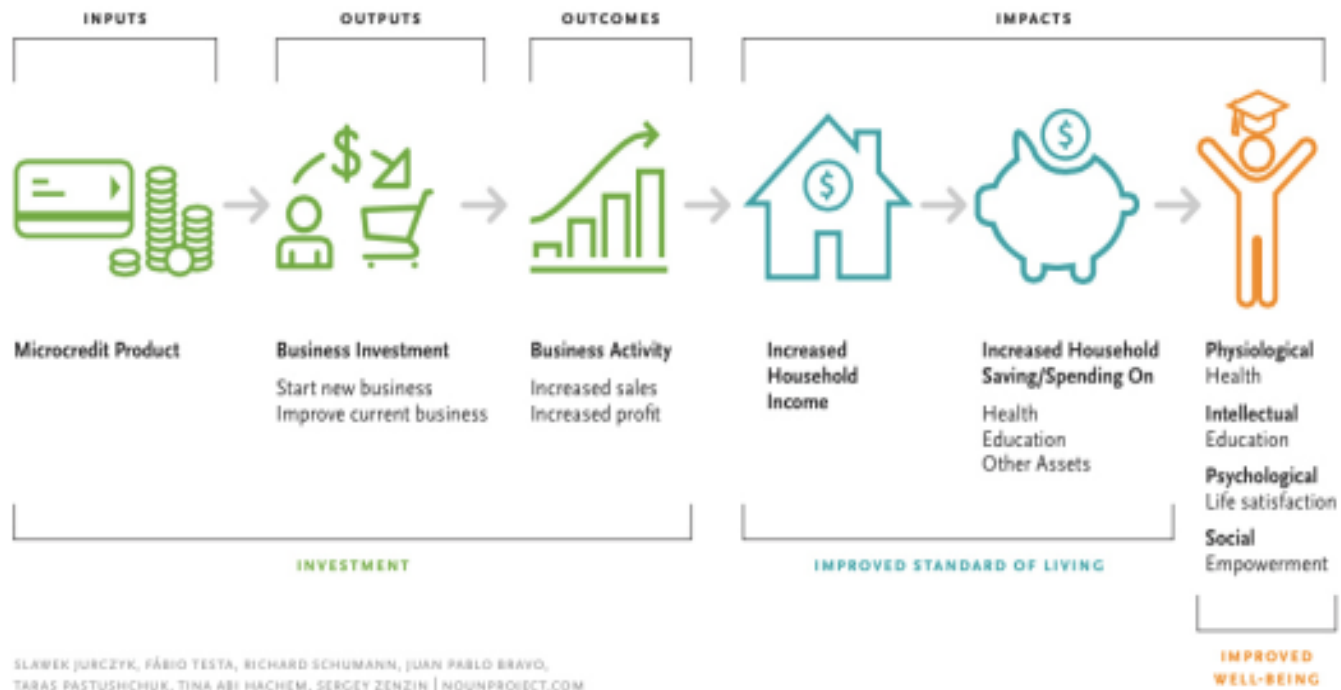 INPUTS
OUTPUTS
OUTCOMES
IMPACTS
$
$
$
Microcredit Product
Business Investment
Start new business
Improve current business
Business Activity
Increased sales
Increased profit
Increased
Household
Income
Increased Household
Saving/Spending On
Health
Education
Other Assets
Physiological
Health
Intellectual
Education
Psychological
Life satisfaction
Social
Empowerment
INVESTMENT
IMPROVED STANDARD OF LIVING
IMPROVED
WELL-BEING
SLAWEK JURCZYK, FÁBIO TESTA, RICHARD SCHUMANN, JUAN PABLO BRAVO,
TARAS PASTUSHCHUK, TINA ABI HACHEM, SERGEY ZENZIN | NOUNPROJECT.COM